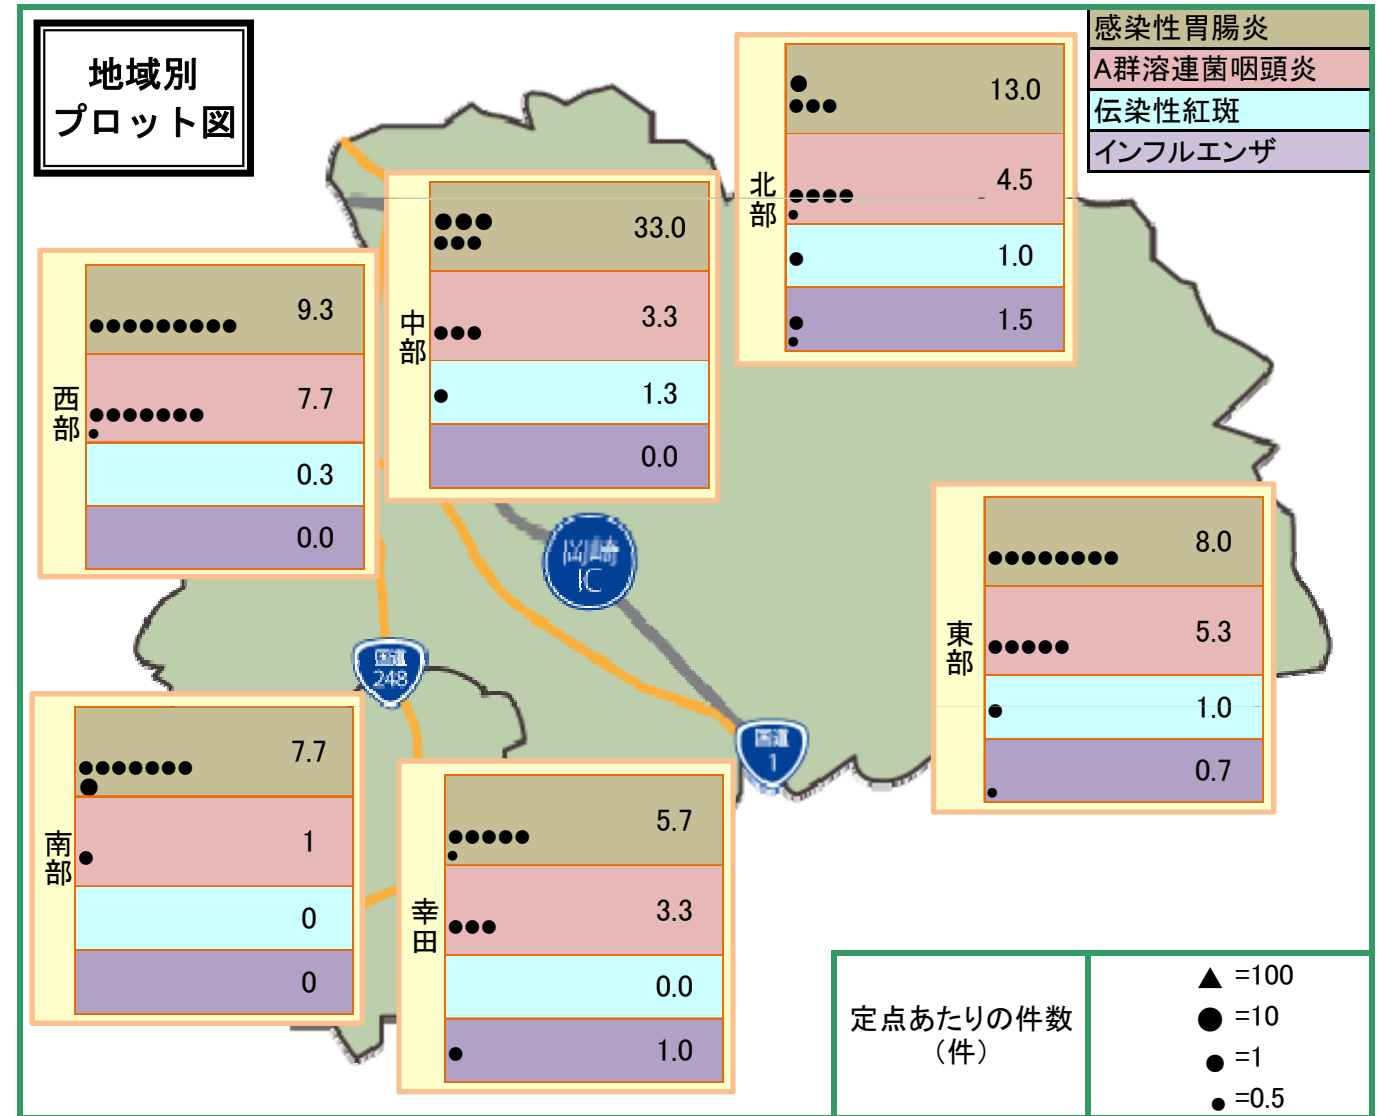 地域別
プロット図
感染性胃腸炎
A群溶連菌咽頭炎
伝染性紅斑
インフルエンザ
北部
13.0
4.5
1.0
1.5
中部
33.0
3.3
1.3
0.0
西部
9.3
7.7
0.3
0.0
岡崎
IC
東部
8.0
5.3
1.0
0.7
国道
248
国道
1
南部
7.7
1
0
0
幸田
5.7
3.3
0.0
1.0
定点あたりの件数
(件)
▲ =100
● =10
● =1
● =0.5